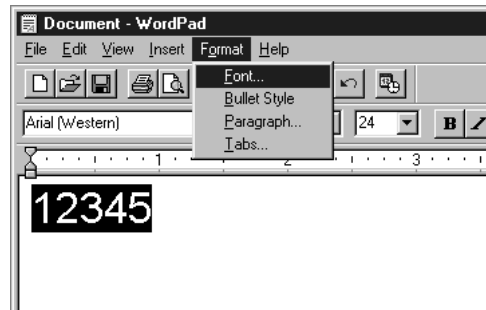 Document - WordPad
File Edit View Insert Format Help
Font...
Bullet Style
Arial (Western) Paragraph... 24 B I
Tabs...
1 2 3
12345